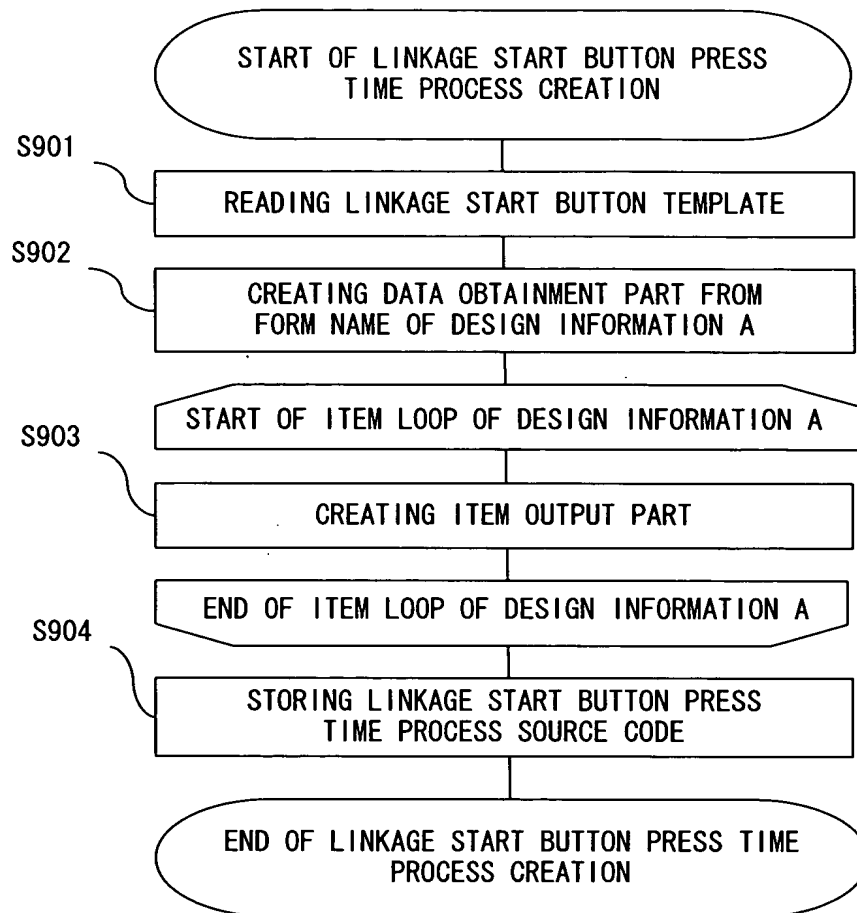 START OF LINKAGE START BUTTON PRESS
TIME PROCESS CREATION
S901
READING LINKAGE START BUTTON TEMPLATE
S902
CREATING DATA OBTAINMENT PART FROM
FORM NAME OF DESIGN INFORMATION A
START OF ITEM LOOP OF DESIGN INFORMATION A
S903
CREATING ITEM OUTPUT PART
END OF ITEM LOOP OF DESIGN INFORMATION A
S904
STORING LINKAGE START BUTTON PRESS
TIME PROCESS SOURCE CODE
END OF LINKAGE START BUTTON PRESS TIME
PROCESS CREATION